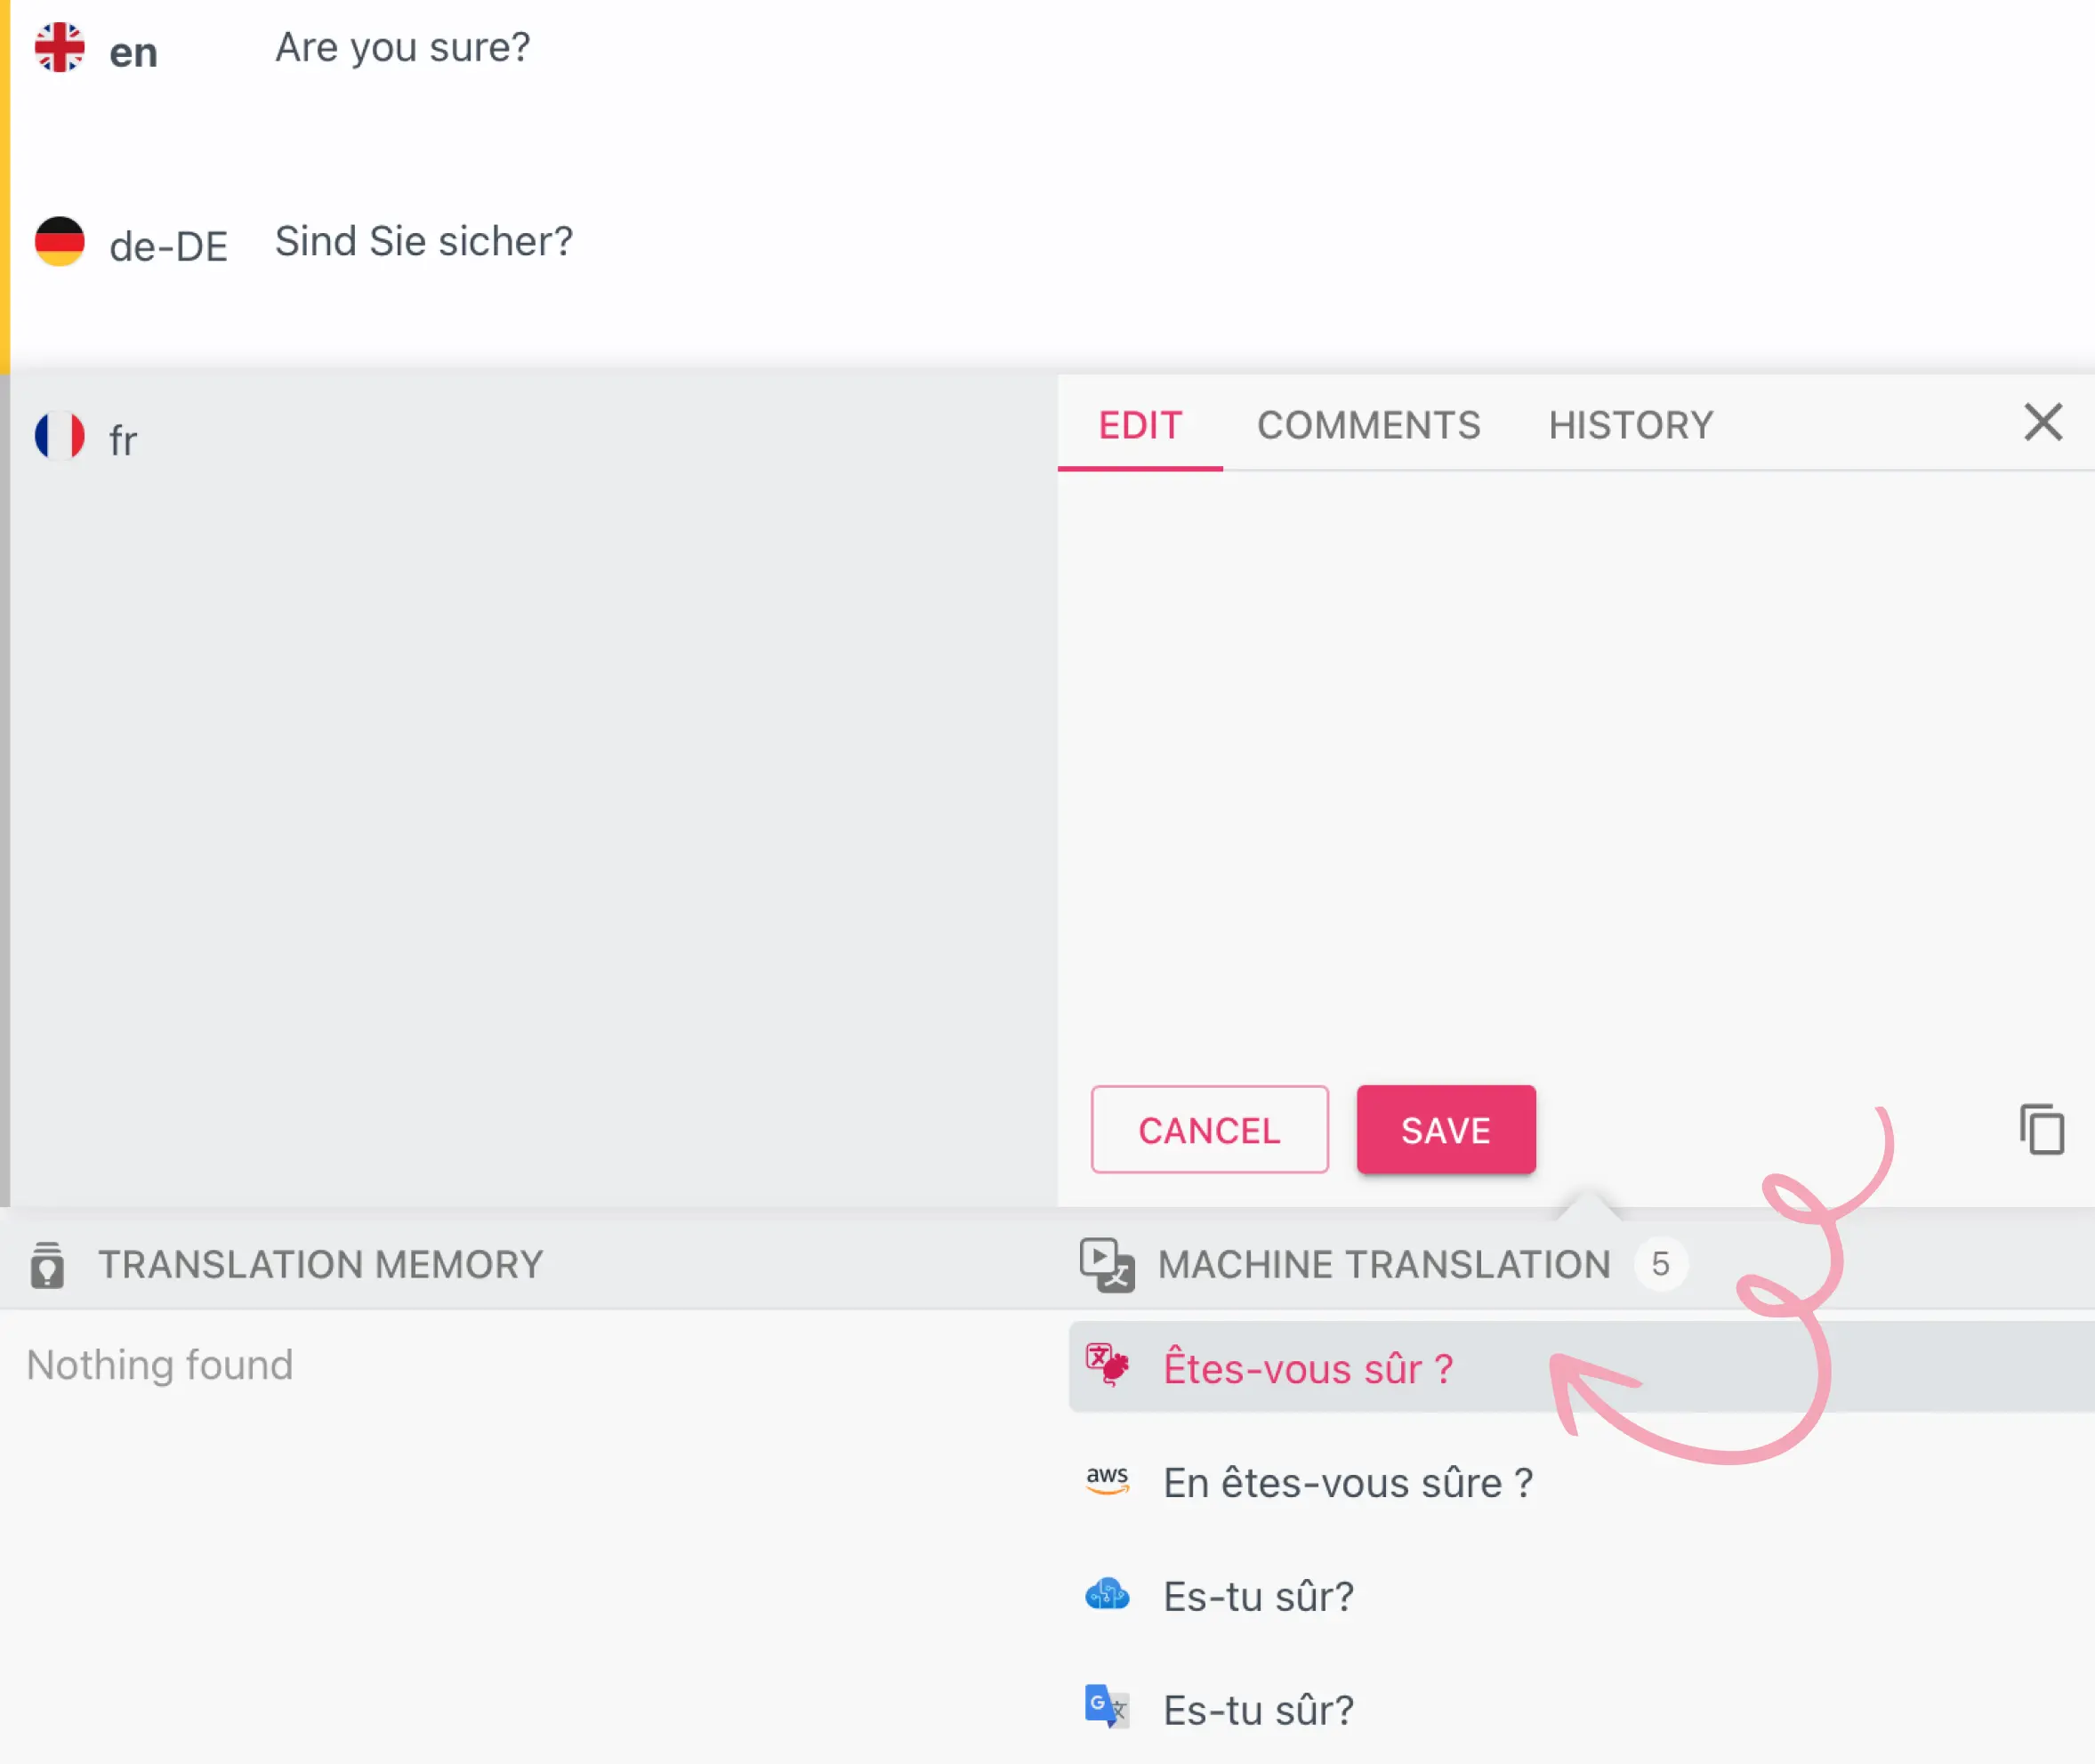 en Are you sure?
de-DE Sind Sie sicher?
fr
EDIT COMMENTS HISTORY
CANCEL SAVE
TRANSLATION MEMORY
Nothing found
MACHINE TRANSLATION 5
Êtes-vous sûr ?
aws En êtes-vous sûre ?
Es-tu sûr?
G 文 Es-tu sûr?